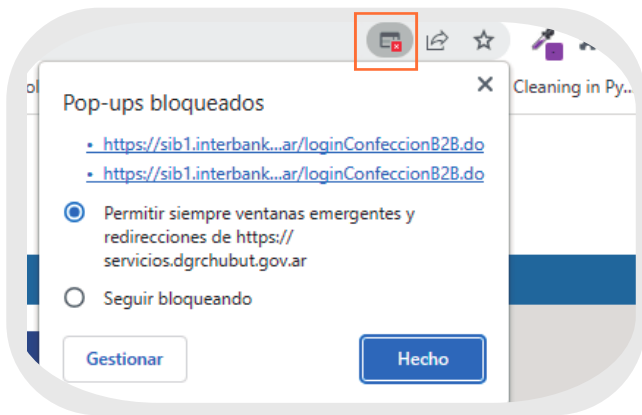 Cleaning in Py...
Pop-ups bloqueados
• https://sib1.interbank...ar/loginConfeccionB2B.do
• https://sib1.interbank...ar/loginConfeccionB2B.do
Permitir siempre ventanas emergentes y
redirecciones de https://
servicios.dgrchubut.gov.ar
Seguir bloqueando
Gestionar
Hecho